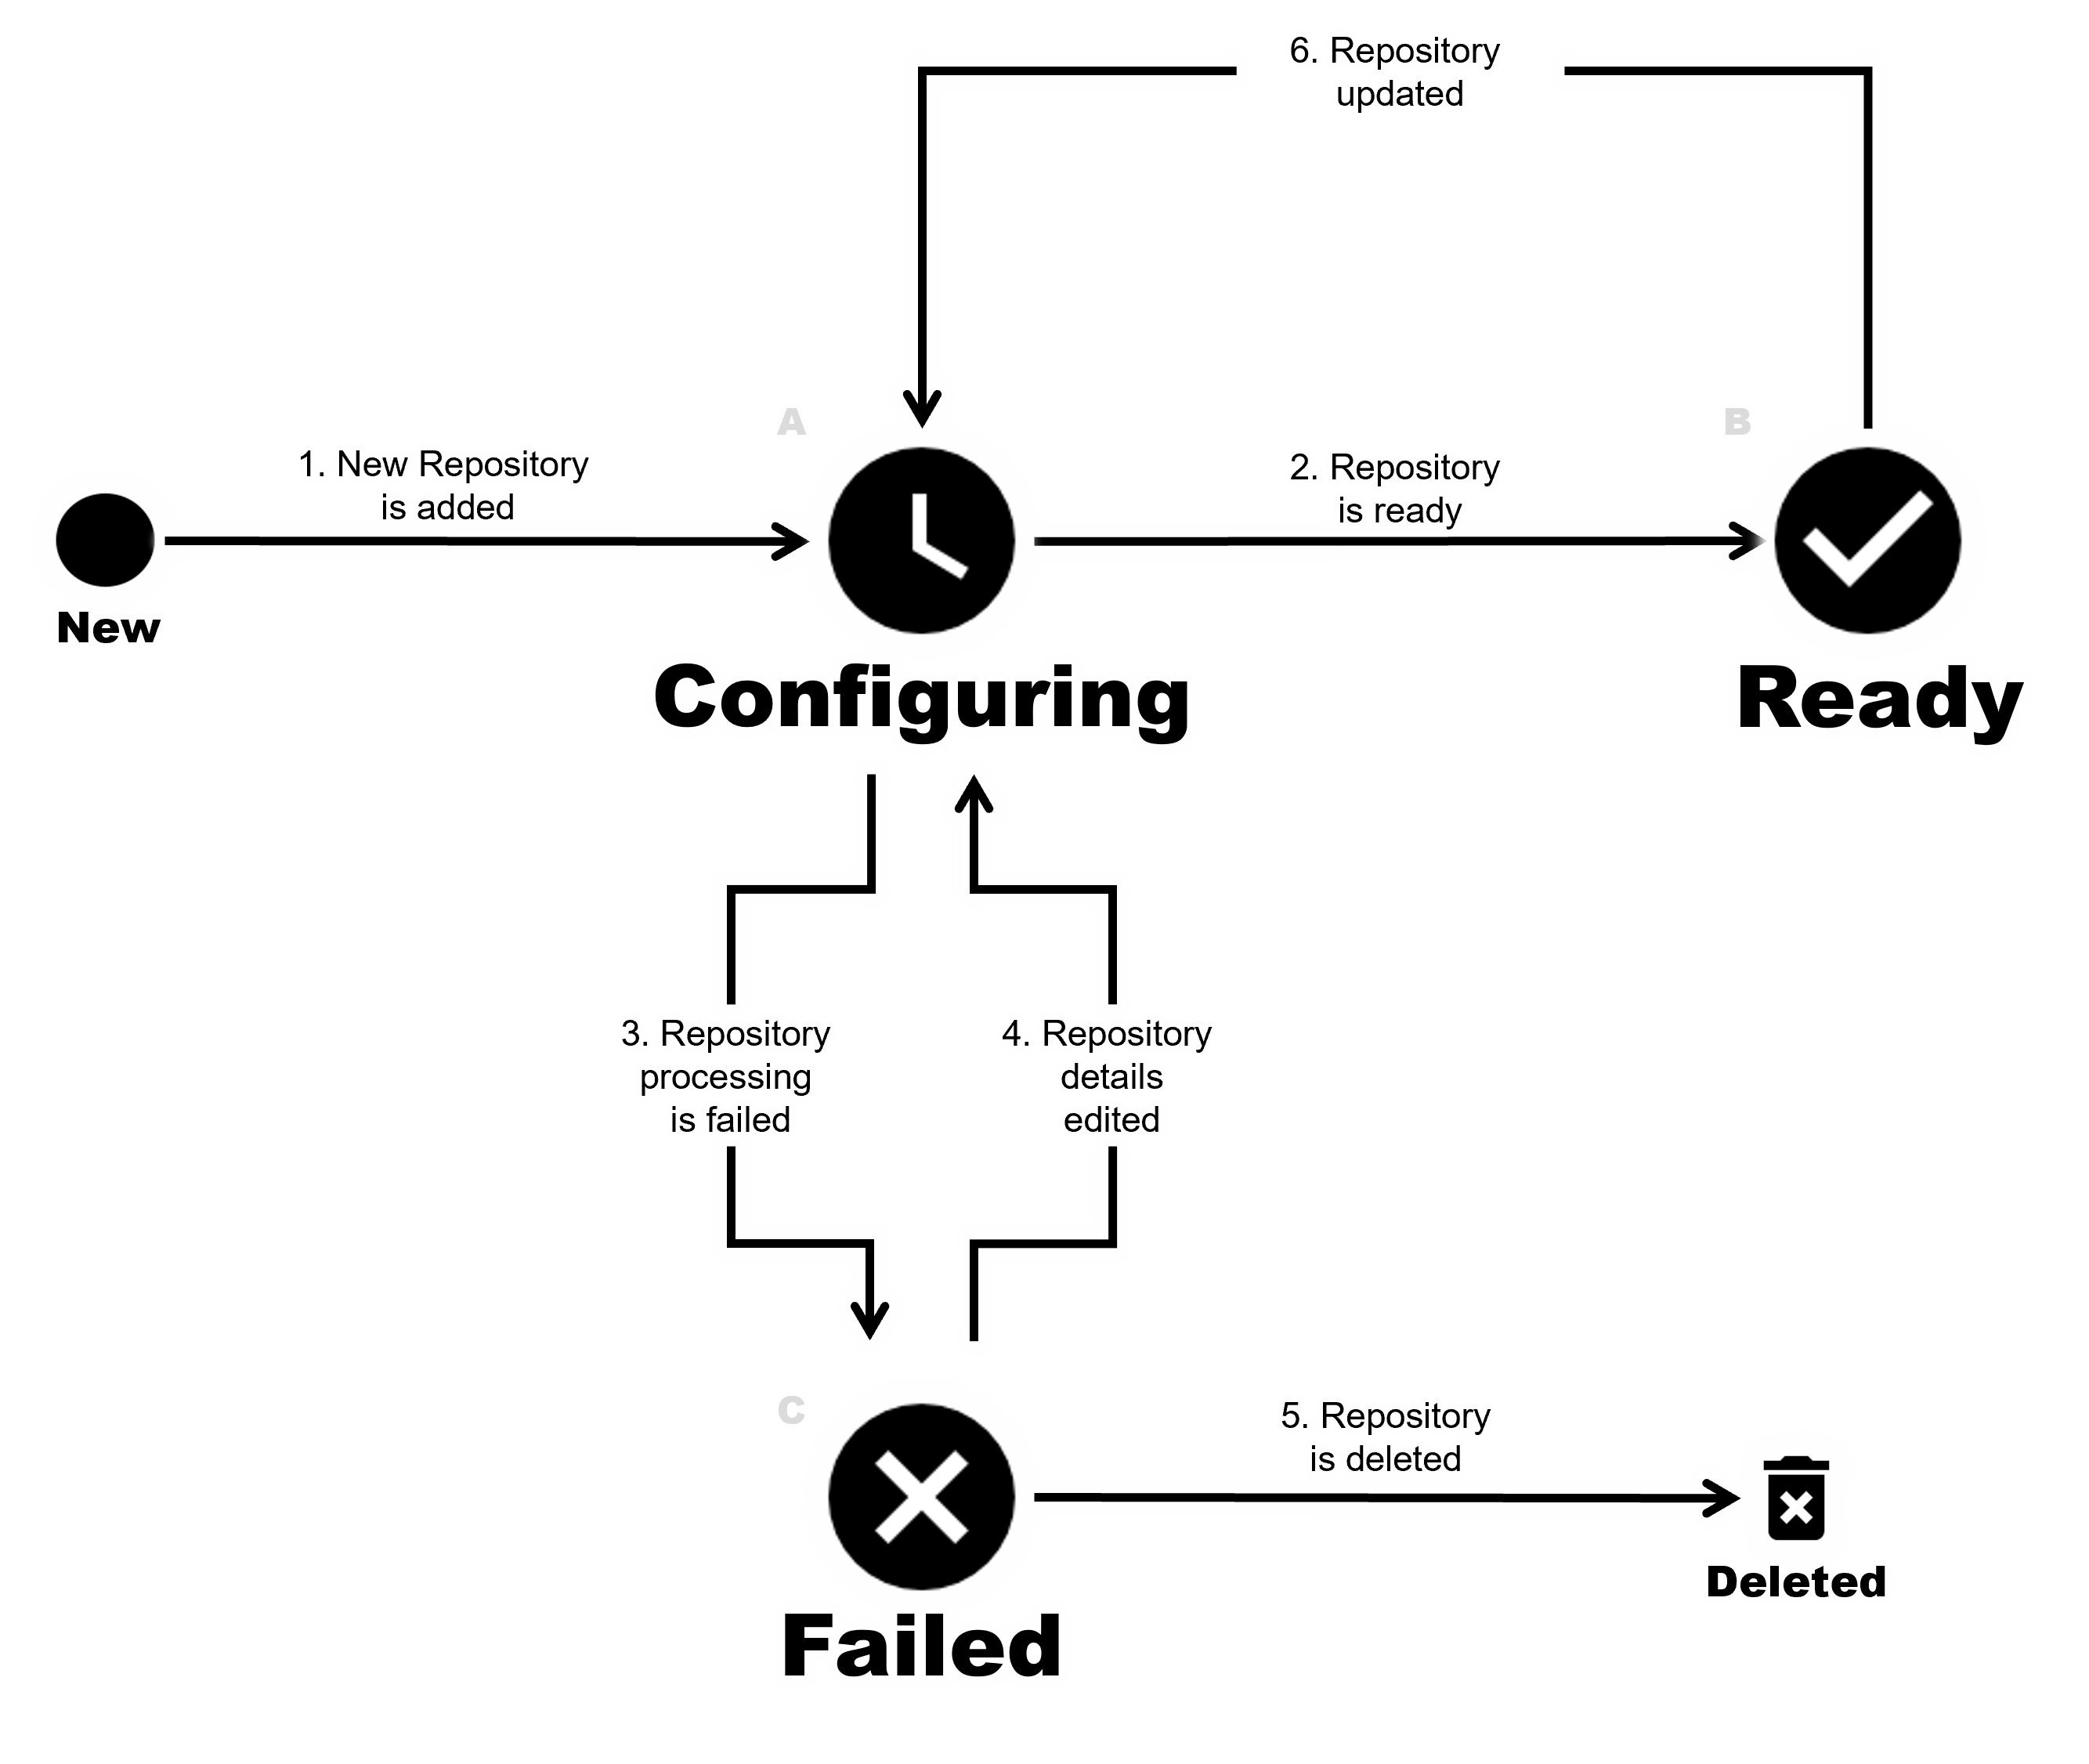 6. Repository
updated
A
B
1. New Repository
is added
2. Repository
is ready
New
Configuring
Ready
3. Repository
processing
is failed
4. Repository
details
edited
C
5. Repository
is deleted
Deleted
Failed